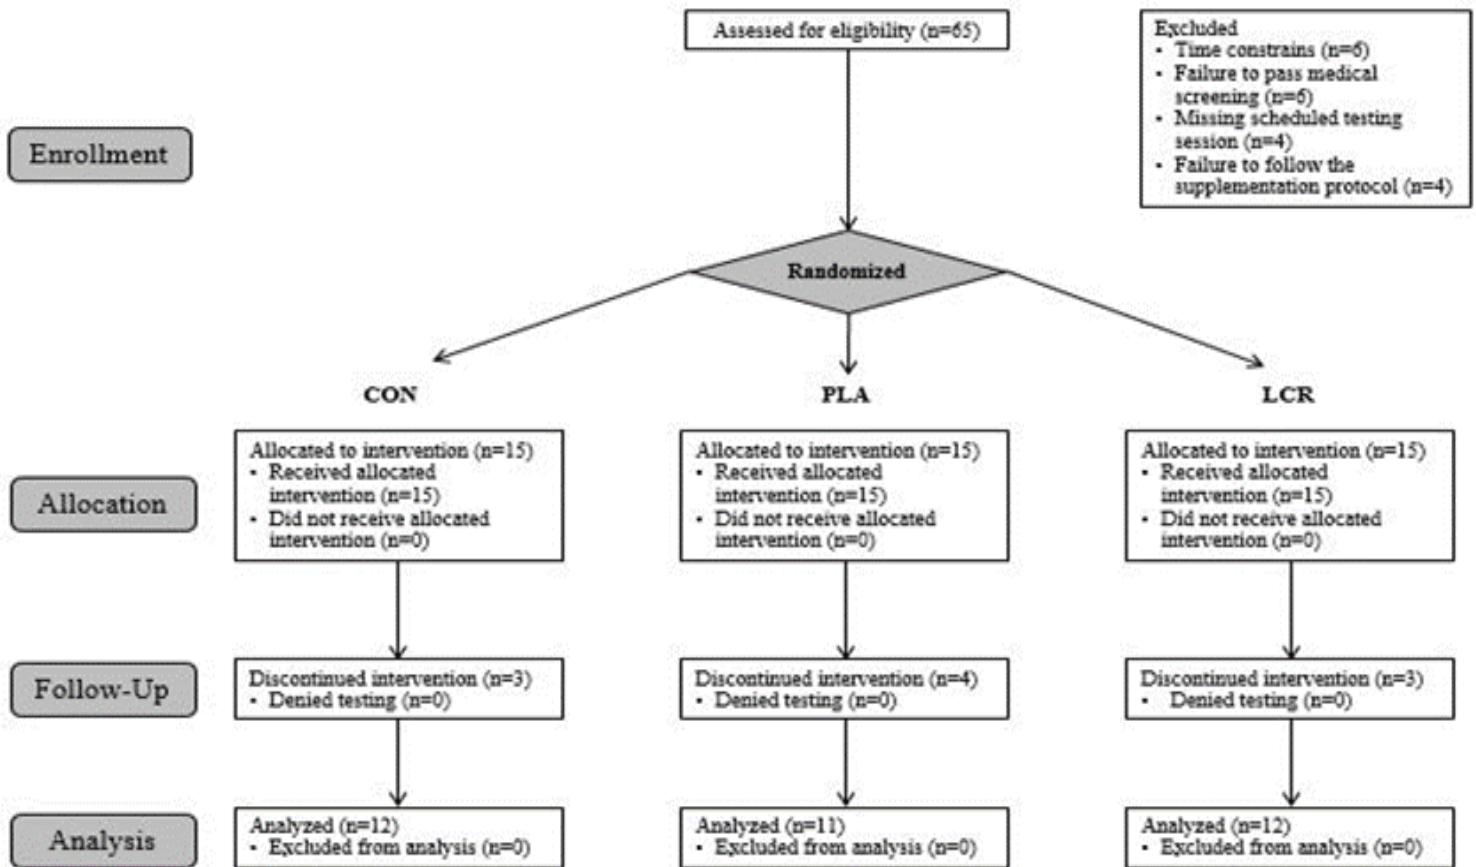 Assessed for eligibility (n=65)
Excluded
• Time constrains (n=6)
• Failure to pass medical
screening (n=6)
• Missing scheduled testing
session (n=4)
• Failure to follow the
supplementation protocol (n=4)
Enrollment
Randomized
CON
PLA
LCR
Allocation
Allocated to intervention (n=15)
• Received allocated
intervention (n=15)
• Did not receive allocated
intervention (n=0)
Allocated to intervention (n=15)
• Received allocated
intervention (n=15)
• Did not receive allocated
intervention (n=0)
Allocated to intervention (n=15)
• Received allocated
intervention (n=15)
• Did not receive allocated
intervention (n=0)
Follow-Up
Discontinued intervention (n=3)
• Denied testing (n=0)
Discontinued intervention (n=4)
• Denied testing (n=0)
Discontinued intervention (n=3)
• Denied testing (n=0)
Analysis
Analyzed (n=12)
• Excluded from analysis (n=0)
Analyzed (n=11)
• Excluded from analysis (n=0)
Analyzed (n=12)
• Excluded from analysis (n=0)